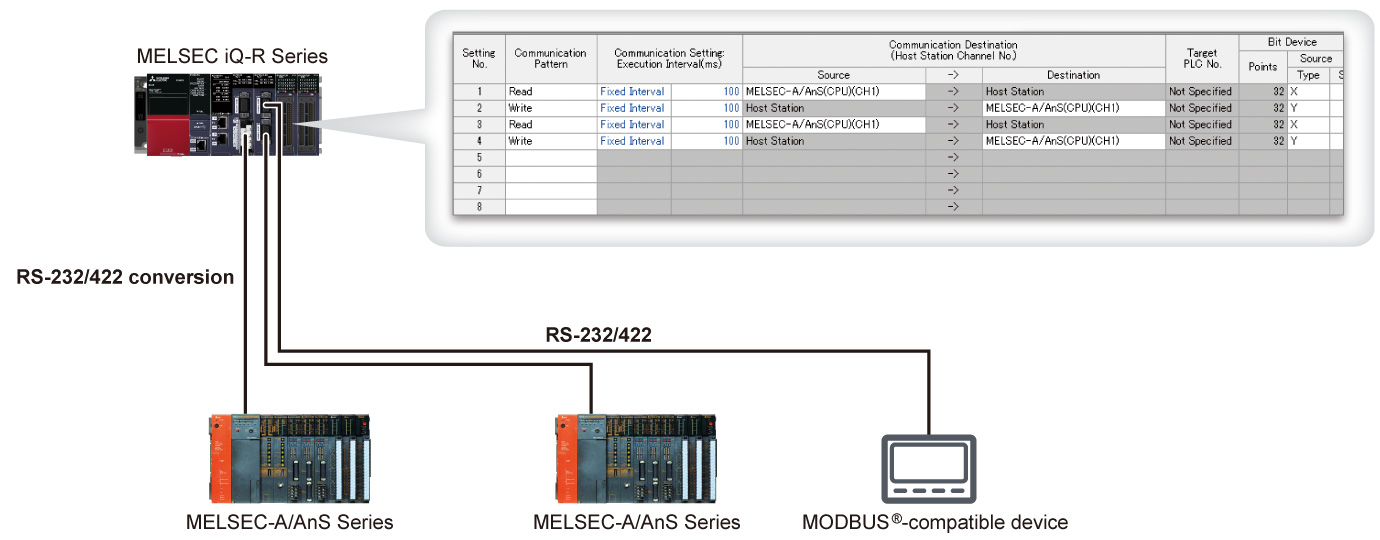 MELSEC iQ-R Series
Setting No. Communication Pattern Communication Setting: Execution Interval(ms) Communication Destination (Host Station Channel No.) Target PLC No. Bit Device
Source -> Destination Points Source
Type S
1 Read Fixed Interval 100 MELSEC-A/AnS(CPU)(CH1) -> Host Station Not Specified 32 X
2 Write Fixed Interval 100 Host Station -> MELSEC-A/AnS(CPU)(CH1) Not Specified 32 Y
3 Read Fixed Interval 100 MELSEC-A/AnS(CPU)(CH1) -> Host Station Not Specified 32 X
4 Write Fixed Interval 100 Host Station -> MELSEC-A/AnS(CPU)(CH1) Not Specified 32 Y
5 ->
6 ->
7 ->
8 ->
RS-232/422 conversion
RS-232/422
MELSEC-A/AnS Series
MELSEC-A/AnS Series
MODBUS®-compatible device